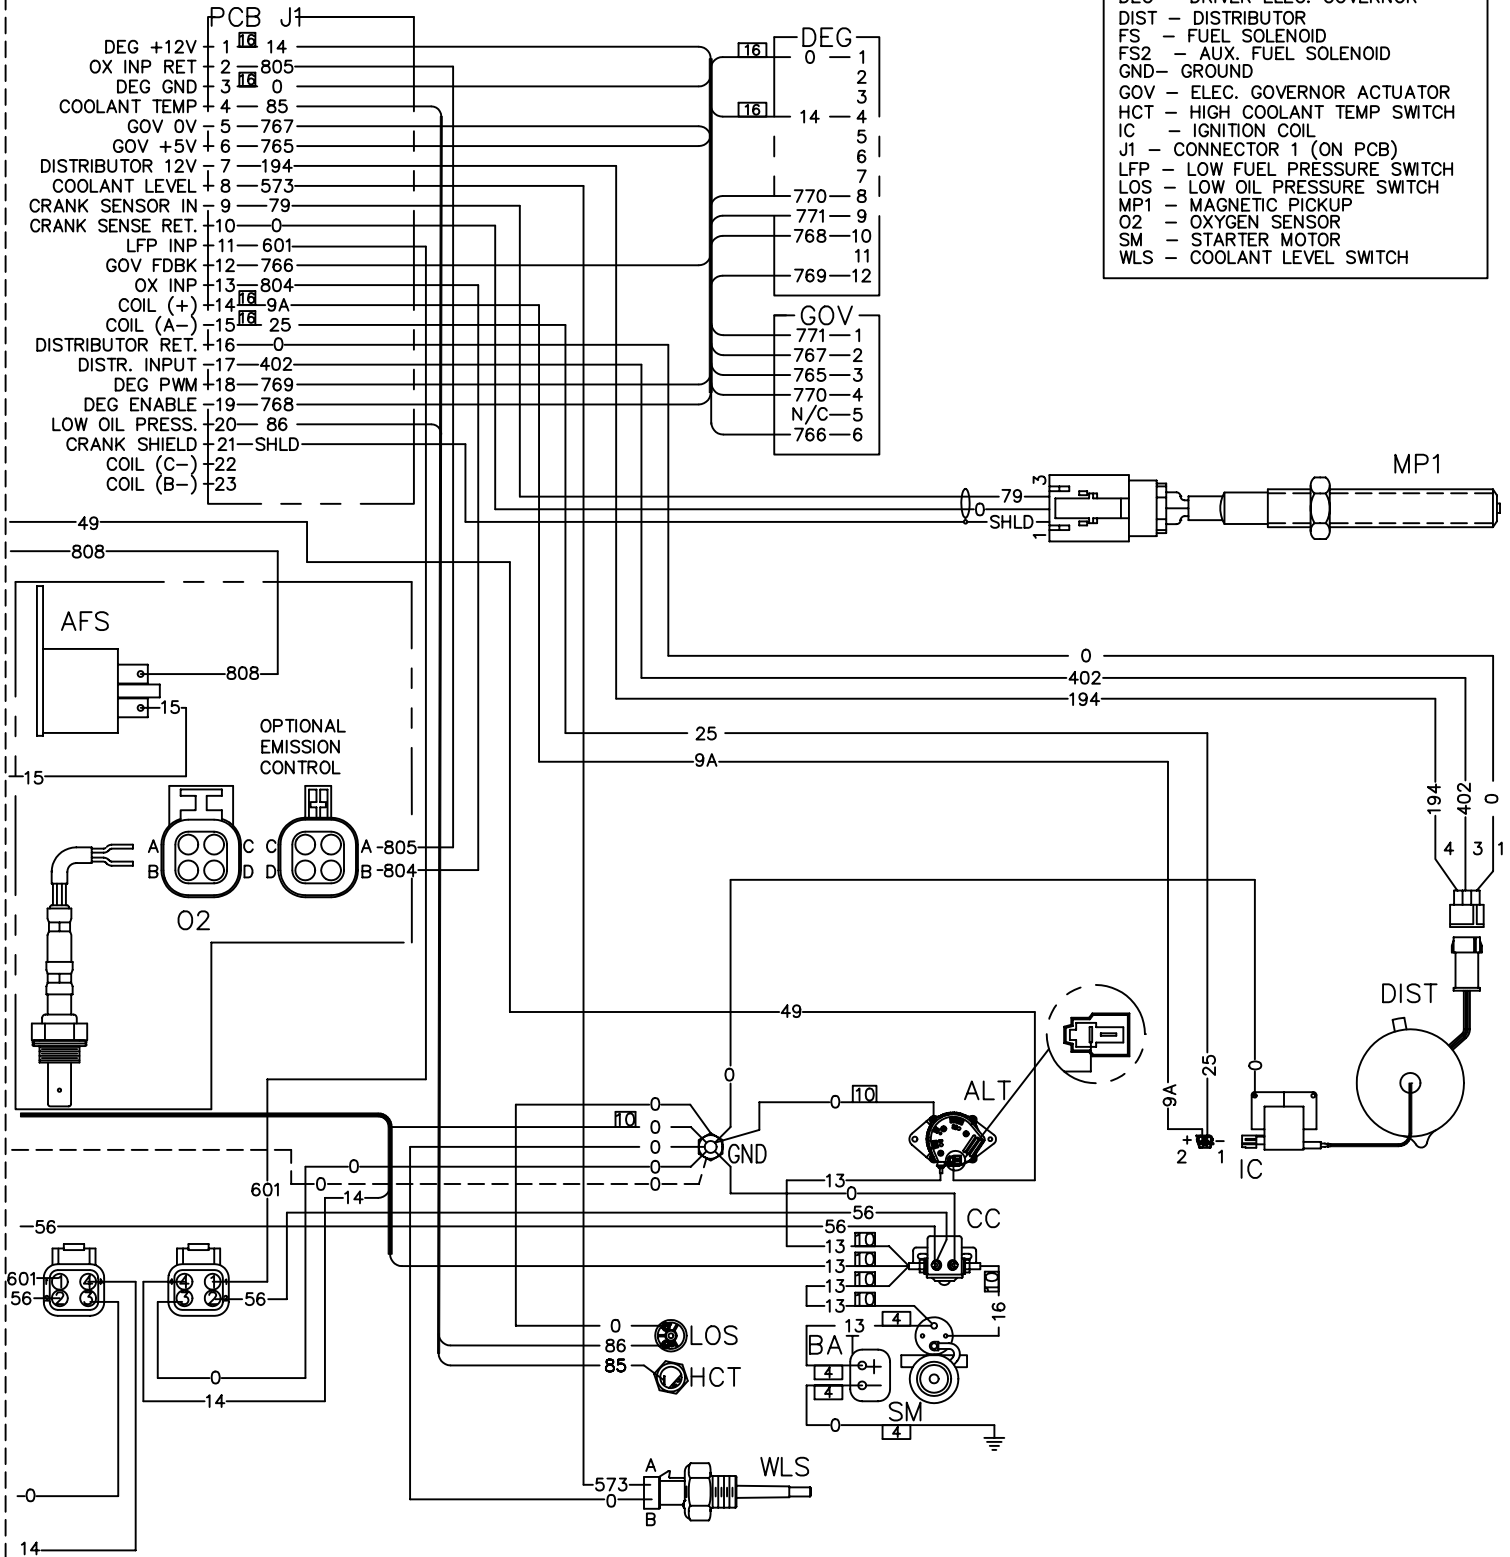 PCB J1
DEG +12V 1 16 14
OX INP RET 2 805
DEG GND 3 16 0
COOLANT TEMP 4 85
GOV 0V 5 767
GOV +5V 6 765
DISTRIBUTOR 12V 7 194
COOLANT LEVEL 8 573
CRANK SENSOR IN 9 79
CRANK SENSE RET. 10 0
LFP INP 11 601
GOV FDBK 12 766
OX INP 13 804
COIL (+) 14 16 9A
COIL (A-) 15 16 25
DISTRIBUTOR RET. 16 0
DISTR. INPUT 17 402
DEG PWM 18 769
DEG ENABLE 19 768
LOW OIL PRESS. 20 86
CRANK SHIELD 21 SHLD
COIL (C-) 22
COIL (B-) 23
DEG
16 0 1
2
3
16 14 4
5
6
7
770 8
771 9
768 10
11
769 12
GOV
771 1
767 2
765 3
770 4
N/C 5
766 6
DIST - DISTRIBUTOR
FS - FUEL SOLENOID
FS2 - AUX. FUEL SOLENOID
GND- GROUND
GOV - ELEC. GOVERNOR ACTUATOR
HCT - HIGH COOLANT TEMP SWITCH
IC - IGNITION COIL
J1 - CONNECTOR 1 (ON PCB)
LFP - LOW FUEL PRESSURE SWITCH
LOS - LOW OIL PRESSURE SWITCH
MP1 - MAGNETIC PICKUP
O2 - OXYGEN SENSOR
SM - STARTER MOTOR
WLS - COOLANT LEVEL SWITCH
MP1
79 3
0
SHLD 1
49
808
AFS
808
15
15
OPTIONAL
EMISSION
CONTROL
A C C A -805
B D D B -804
O2
0
402
194
25
9A
194 402 0
4 3 1
DIST
49
ALT
0 10
0
0
10 0
0
0
0
0
0
GND
14
601
9A
25
0
+ -
2 1
IC
13
0
56
56
CC
56
13 10
13 10
13 10
13 10
10
16
601 1 4
56 2 3
4 1
3 2 56
0
14
0
86
LOS
85
HCT
13 4
BAT
+
4
4
-
SM
0 4
573 A
0 B
WLS
0
14